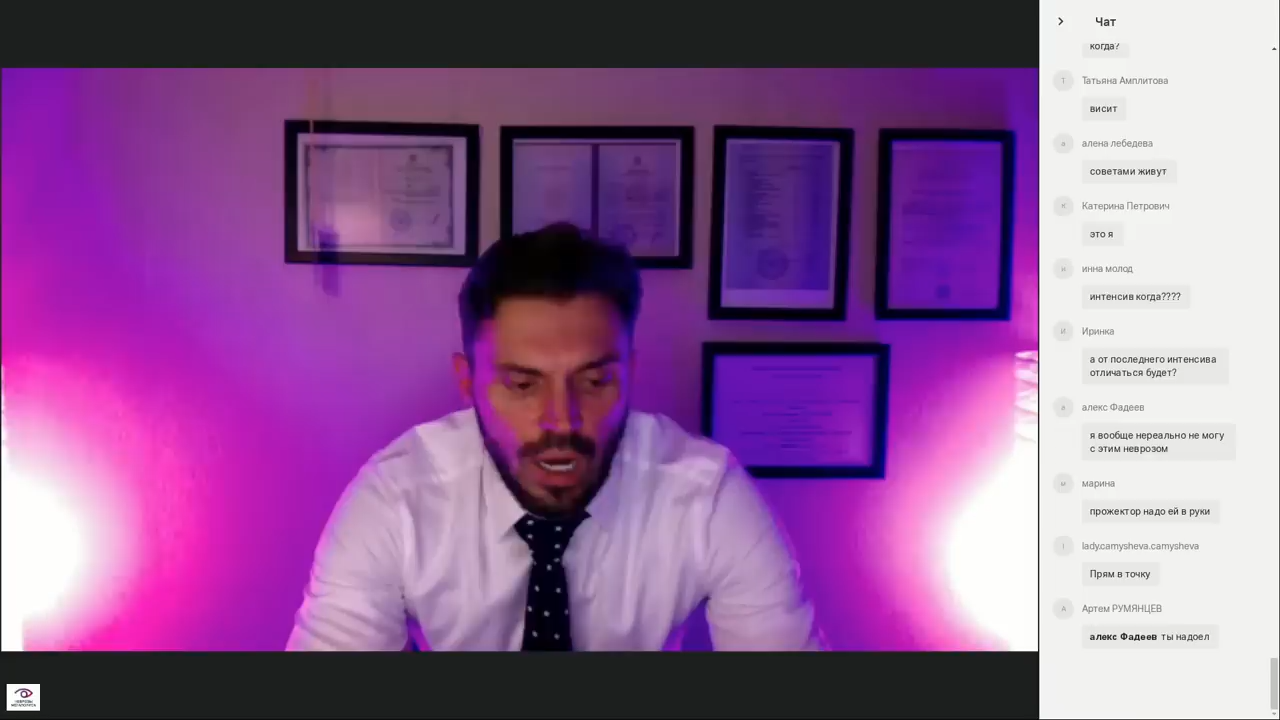 Чат
когда?
Татьяна Амплитова
висит
алена лебедева
советами живут
Катерина Петрович
это я
инна молод
интенсив когда????
Иринка
а от последнего интенсива
отличаться будет?
алекс Фадеев
я вообще нереально не могу
с этим неврозом
марина
прожектор надо ей в руки
lady.camysheva.camysheva
Прям в точку
Артем РУМЯНЦЕВ
алекс Фадеев ты надоел